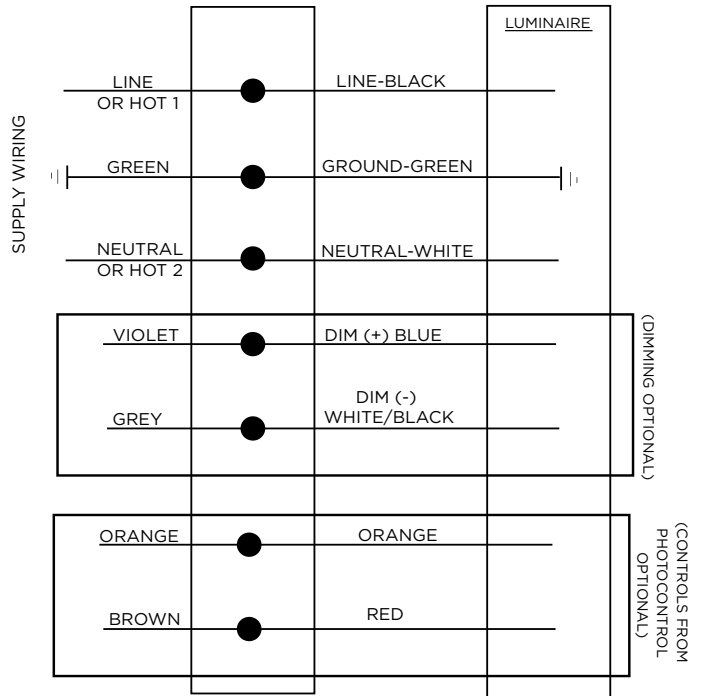 LUMINAIRE
SUPPLY WIRING
LINE
OR HOT 1
LINE-BLACK
GREEN
GROUND-GREEN
NEUTRAL
OR HOT 2
NEUTRAL-WHITE
VIOLET
DIM (+) BLUE
GREY
DIM (-)
WHITE/BLACK
(DIMMING OPTIONAL)
ORANGE
ORANGE
BROWN
RED
(CONTROLS FROM
PHOTOCONTROL
OPTIONAL)